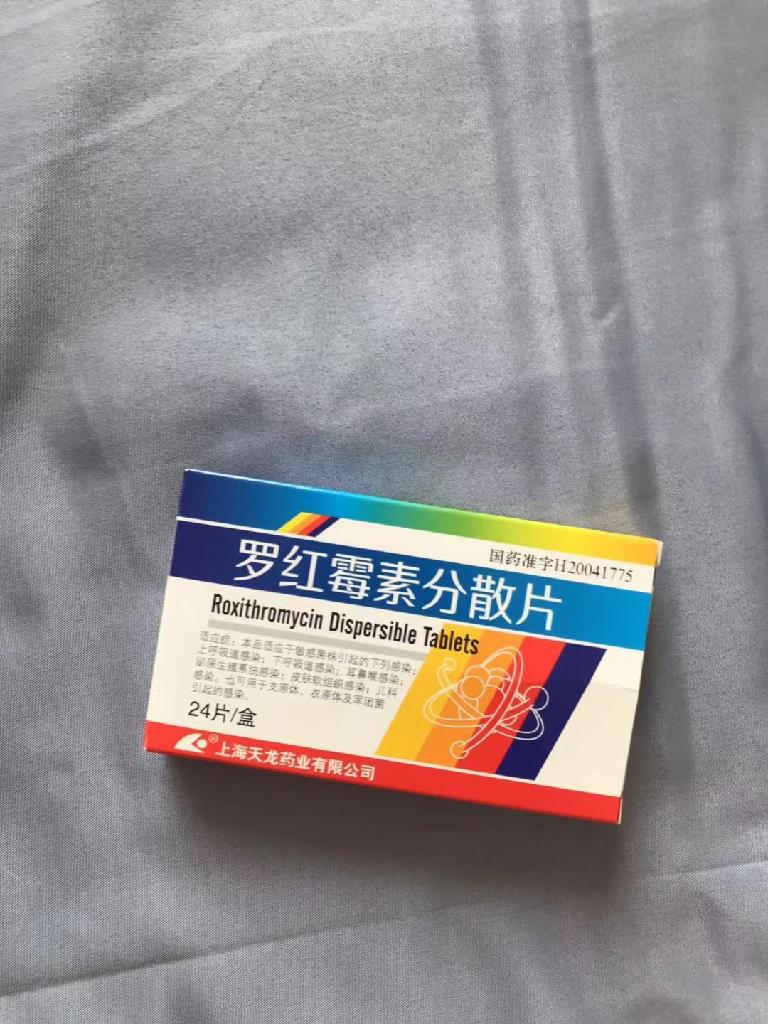 国药准字H20041775
罗红霉素分散片
Roxithromycin Dispersible Tablets
适应症：本品适应于敏感菌株引起的下列感染：
上呼吸道感染；下呼吸道感染；耳鼻喉感染；
泌尿生殖系统感染；皮肤软组织感染；儿科
感染。也可用于支原体、衣原体及军团菌
引起的感染。
24片/盒
®上海天龙药业有限公司